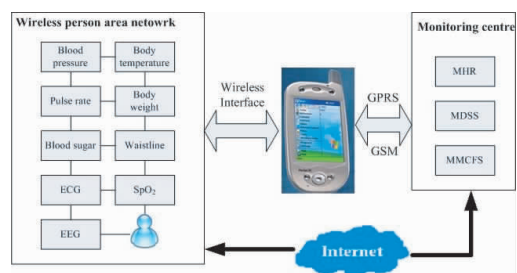 Wireless person area netowrk
Blood pressure
Body temperature
Pulse rate
Body weight
Blood sugar
Waistline
ECG
SpO₂
EEG
Wireless
Interface
GPRS
GSM
Monitoring centre
MHR
MDSS
MMCFS
Internet